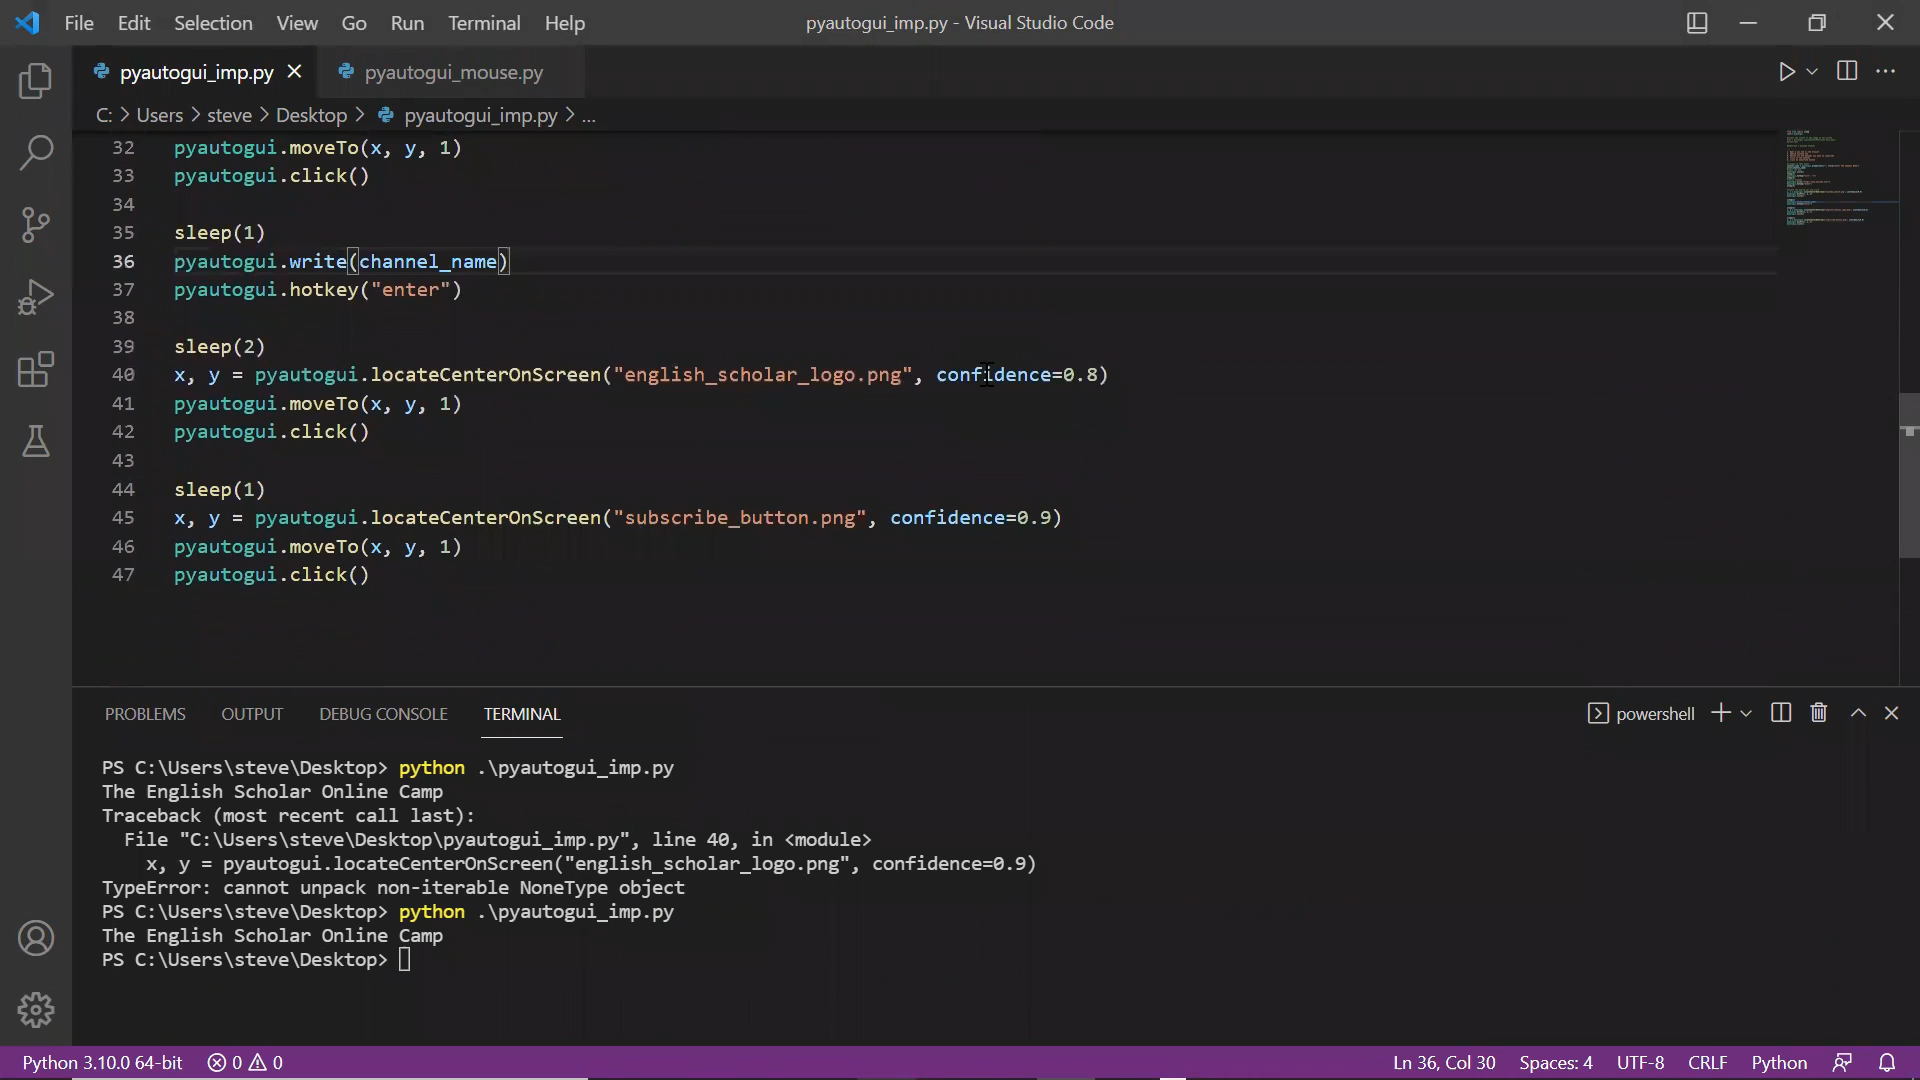 File Edit Selection View Go Run Terminal Help pyautogui_imp.py - Visual Studio Code
pyautogui_imp.py pyautogui_mouse.py
C: > Users > steve > Desktop > pyautogui_imp.py > ...
32 pyautogui.moveTo(x, y, 1)
33 pyautogui.click()
34
35 sleep(1)
36 pyautogui.write(channel_name)
37 pyautogui.hotkey("enter")
38
39 sleep(2)
40 x, y = pyautogui.locateCenterOnScreen("english_scholar_logo.png", confidence=0.8)
41 pyautogui.moveTo(x, y, 1)
42 pyautogui.click()
43
44 sleep(1)
45 x, y = pyautogui.locateCenterOnScreen("subscribe_button.png", confidence=0.9)
46 pyautogui.moveTo(x, y, 1)
47 pyautogui.click()
PROBLEMS OUTPUT DEBUG CONSOLE TERMINAL powershell
PS C:\Users\steve\Desktop> python .\pyautogui_imp.py
The English Scholar Online Camp
Traceback (most recent call last):
File "C:\Users\steve\Desktop\pyautogui_imp.py", line 40, in <module>
x, y = pyautogui.locateCenterOnScreen("english_scholar_logo.png", confidence=0.9)
TypeError: cannot unpack non-iterable NoneType object
PS C:\Users\steve\Desktop> python .\pyautogui_imp.py
The English Scholar Online Camp
PS C:\Users\steve\Desktop>
Python 3.10.0 64-bit 0 0 Ln 36, Col 30 Spaces: 4 UTF-8 CRLF Python